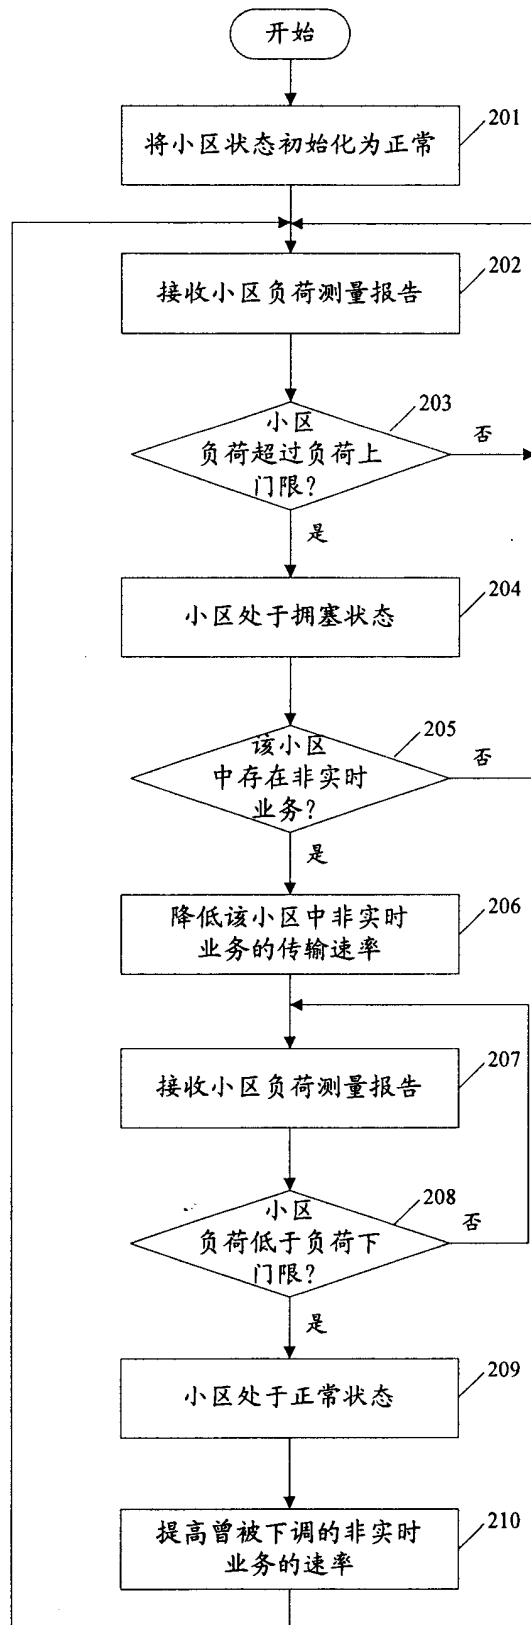 开始
201
将小区状态初始化为正常
202
接收小区负荷测量报告
203
小区
负荷超过负荷上
门限?
否
是
204
小区处于拥塞状态
205
该小区
中存在非实时
业务?
否
是
206
降低该小区中非实时
业务的传输速率
207
接收小区负荷测量报告
208
小区
负荷低于负荷下
门限?
否
是
209
小区处于正常状态
210
提高曾被下调的非实时
业务的速率